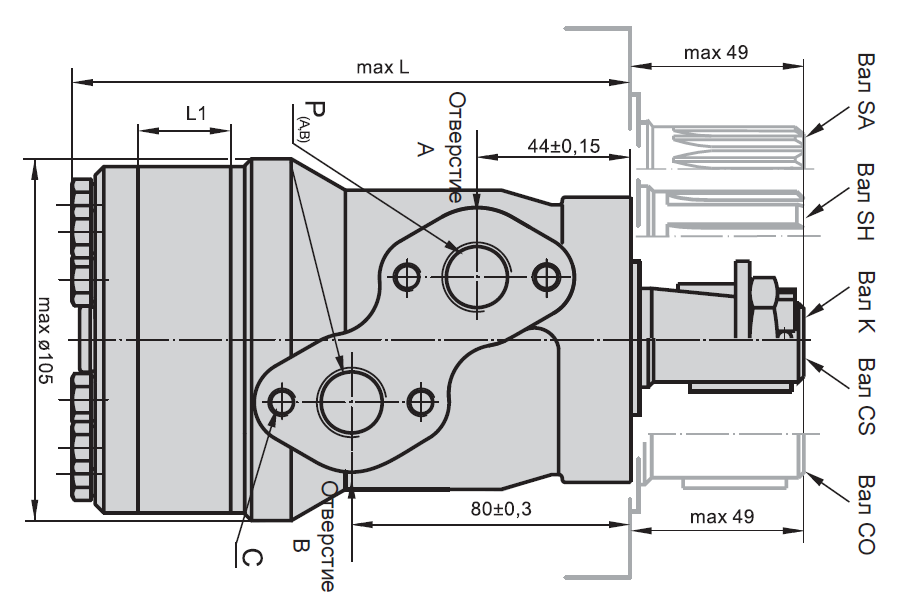 max L
max 49
Вал SA
L1
P(A,B)
Отверстие
A
44±0,15
Вал SH
Вал K
max ø105
Вал CS
Вал CO
80±0,3
max 49
Отверстие
B
C